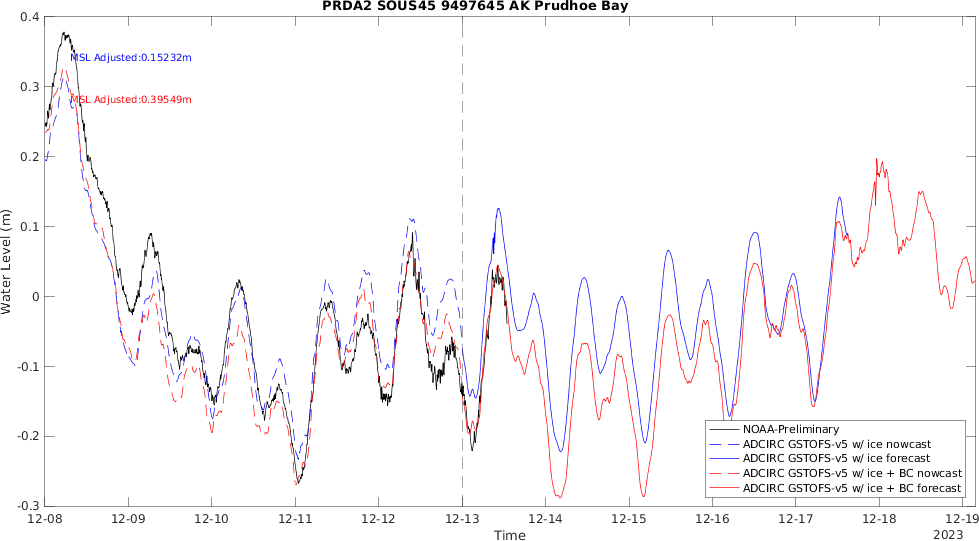 PRDA2 SOUS45 9497645 AK Prudhoe Bay
0.4
MSL Adjusted:0.15232m
0.3
MSL Adjusted:0.39549m
0.2
0.1
Water Level (m)
0
-0.1
-0.2
-0.3
NOAA-Preliminary
ADCIRC GSTOFS-v5 w/ ice nowcast
ADCIRC GSTOFS-v5 w/ ice forecast
ADCIRC GSTOFS-v5 w/ ice + BC nowcast
ADCIRC GSTOFS-v5 w/ ice + BC forecast
12-08 12-09 12-10 12-11 12-12 12-13 12-14 12-15 12-16 12-17 12-18 12-19
Time
2023